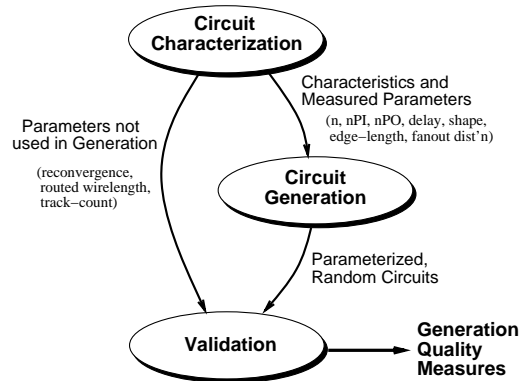 Circuit
Characterization
Characteristics and
Measured Parameters
(n, nPI, nPO, delay, shape,
edge−length, fanout dist'n)
Parameters not
used in Generation
(reconvergence,
routed wirelength,
track−count)
Circuit
Generation
Parameterized,
Random Circuits
Validation
Generation
Quality
Measures